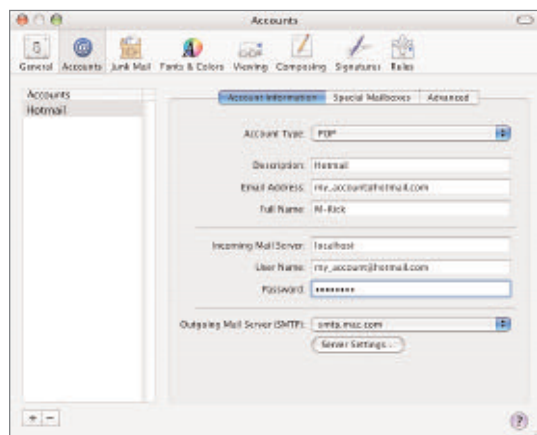 Accounts
General Accounts Junk Mail Fonts & Colors Viewing Composing Signatures Rules
Accounts
Hotmail
Account Information Special Mailboxes Advanced
Account Type: POP
Description: Hotmail
Email Address: my_account@hotmail.com
Full Name: M-Rick
Incoming Mail Server: localhost
User Name: my_account@hotmail.com
Password: ••••••••
Outgoing Mail Server (SMTP): smtp.mac.com
Server Settings...
+ −
?